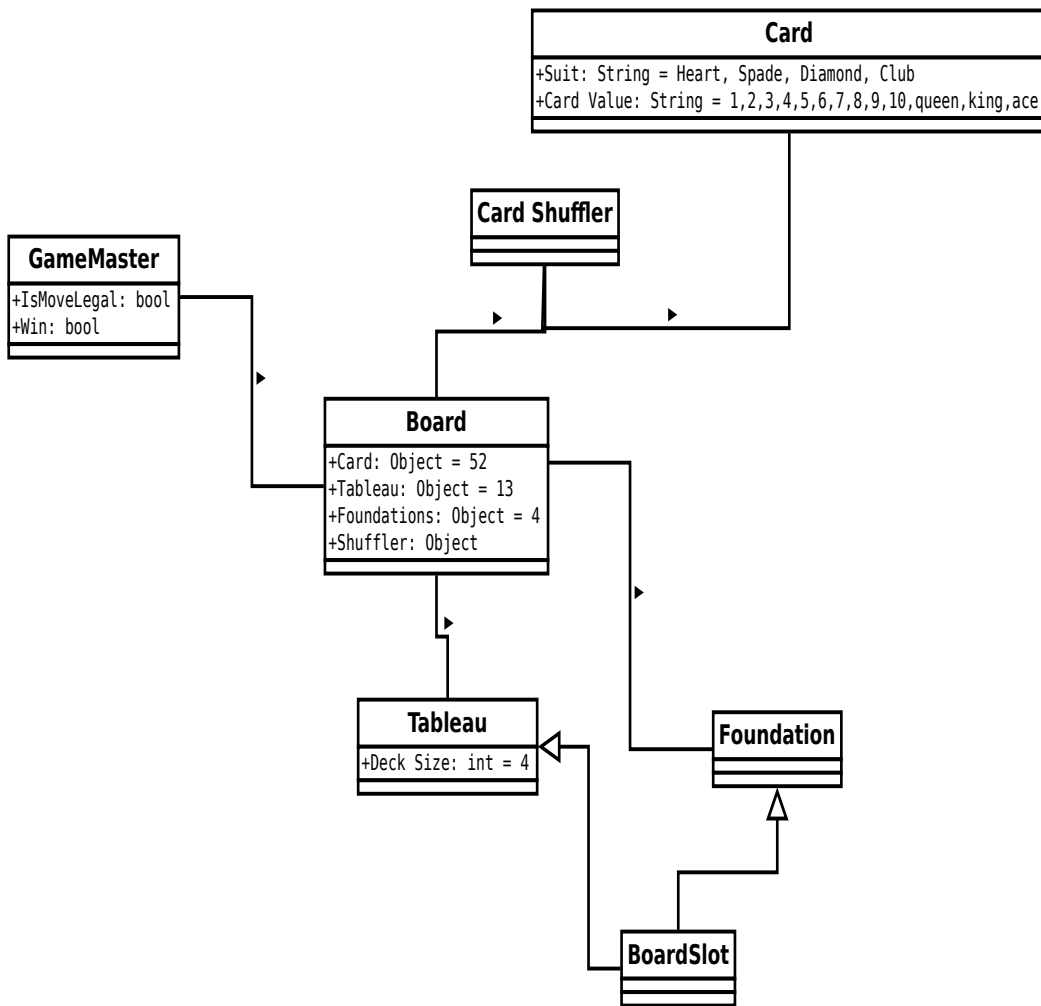 Card
+Suit: String = Heart, Spade, Diamond, Club
+Card Value: String = 1,2,3,4,5,6,7,8,9,10,queen,king,ace
Card Shuffler
GameMaster
+IsMoveLegal: bool
+Win: bool
Board
+Card: Object = 52
+Tableau: Object = 13
+Foundations: Object = 4
+Shuffler: Object
Tableau
+Deck Size: int = 4
Foundation
BoardSlot